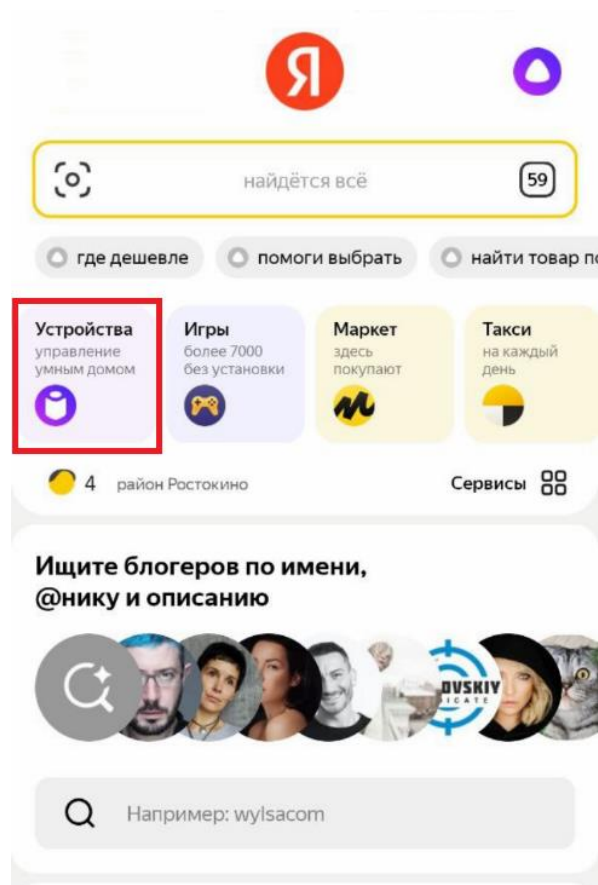 Я
найдётся всё
59
где дешевле
помоги выбрать
найти товар по
Устройства
управление
умным домом
Игры
более 7000
без установки
Маркет
здесь
покупают
Такси
на каждый
день
4 район Ростокино
Сервисы
Ищите блогеров по имени,
@нику и описанию
OVSKIY
ICATE
Например: wylsacom